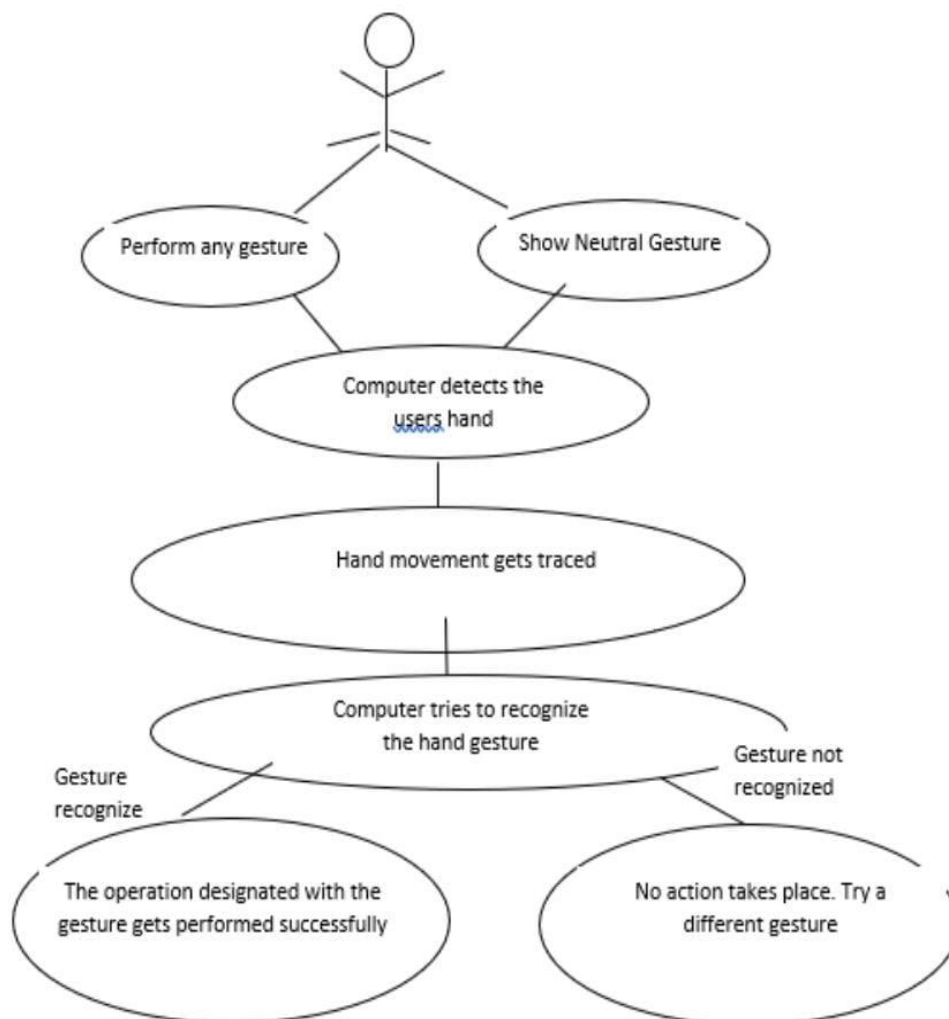 Perform any gesture
Show Neutral Gesture
Computer detects the
users hand
Hand movement gets traced
Computer tries to recognize
the hand gesture
Gesture
recognize
Gesture not
recognized
The operation designated with the
gesture gets performed successfully
No action takes place. Try a
different gesture